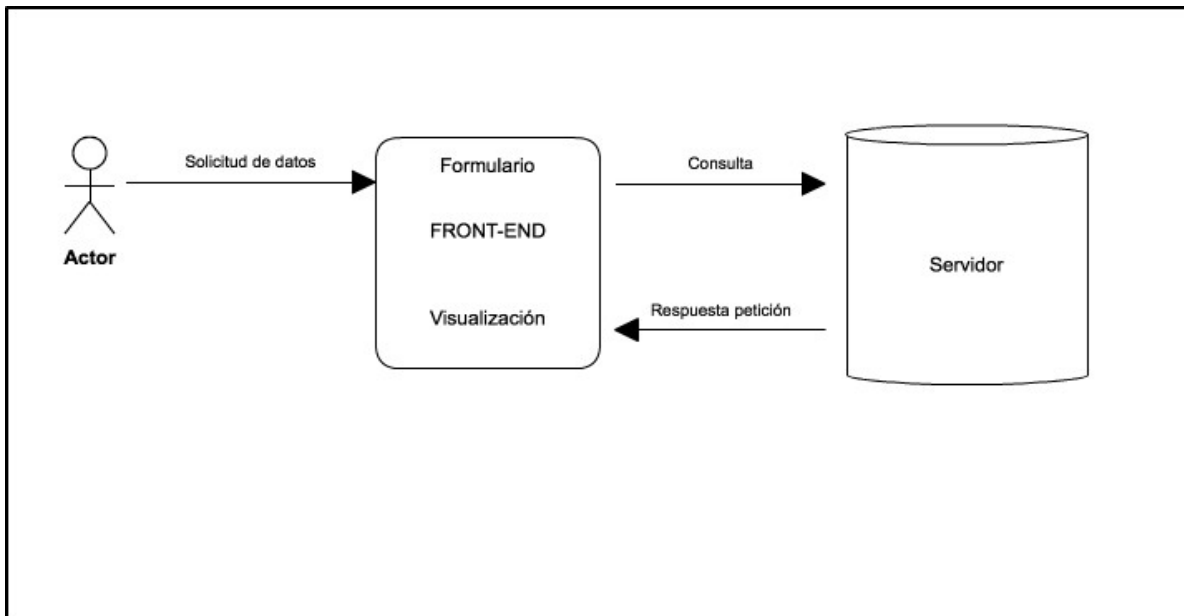 Solicitud de datos
Actor
Formulario
FRONT-END
Visualización
Consulta
Respuesta petición
Servidor